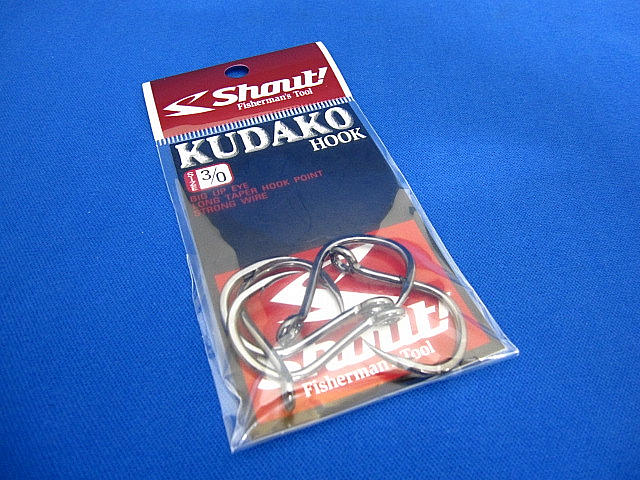 Shout!
Fisherman's Tool
KUDAKO
HOOK
SIZE 3/0
BIG UP EYE
LONG TAPER HOOK POINT
STRONG WIRE
Shout!
Fisherman's Tool